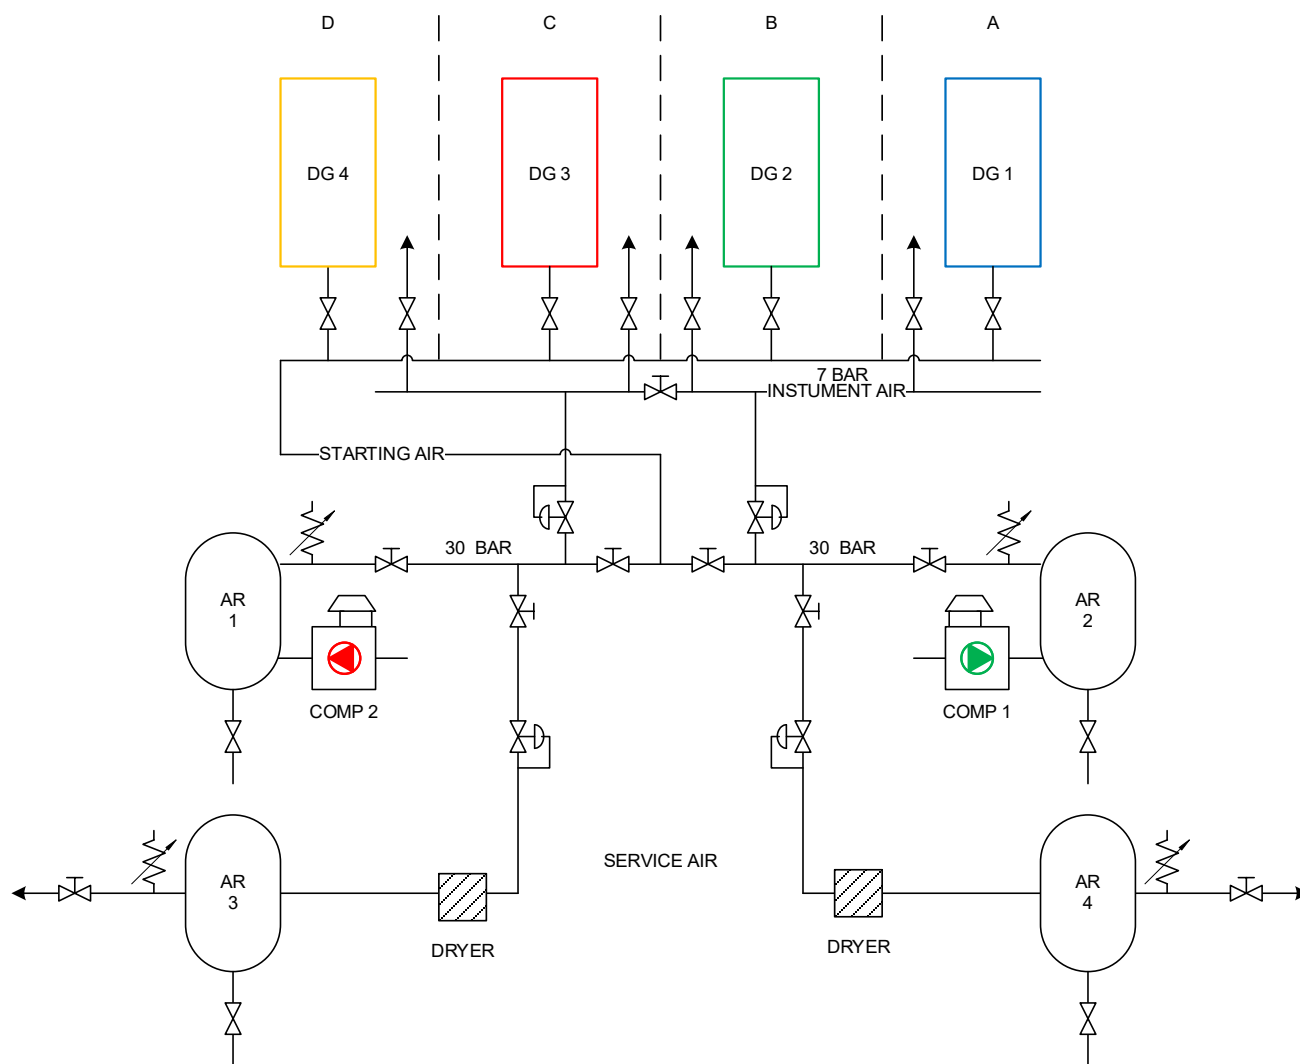 D
C
B
A
DG 4
DG 3
DG 2
DG 1
7 BAR
INSTUMENT AIR
STARTING AIR
30 BAR
30 BAR
AR
1
AR
2
COMP 2
COMP 1
SERVICE AIR
AR
3
AR
4
DRYER
DRYER